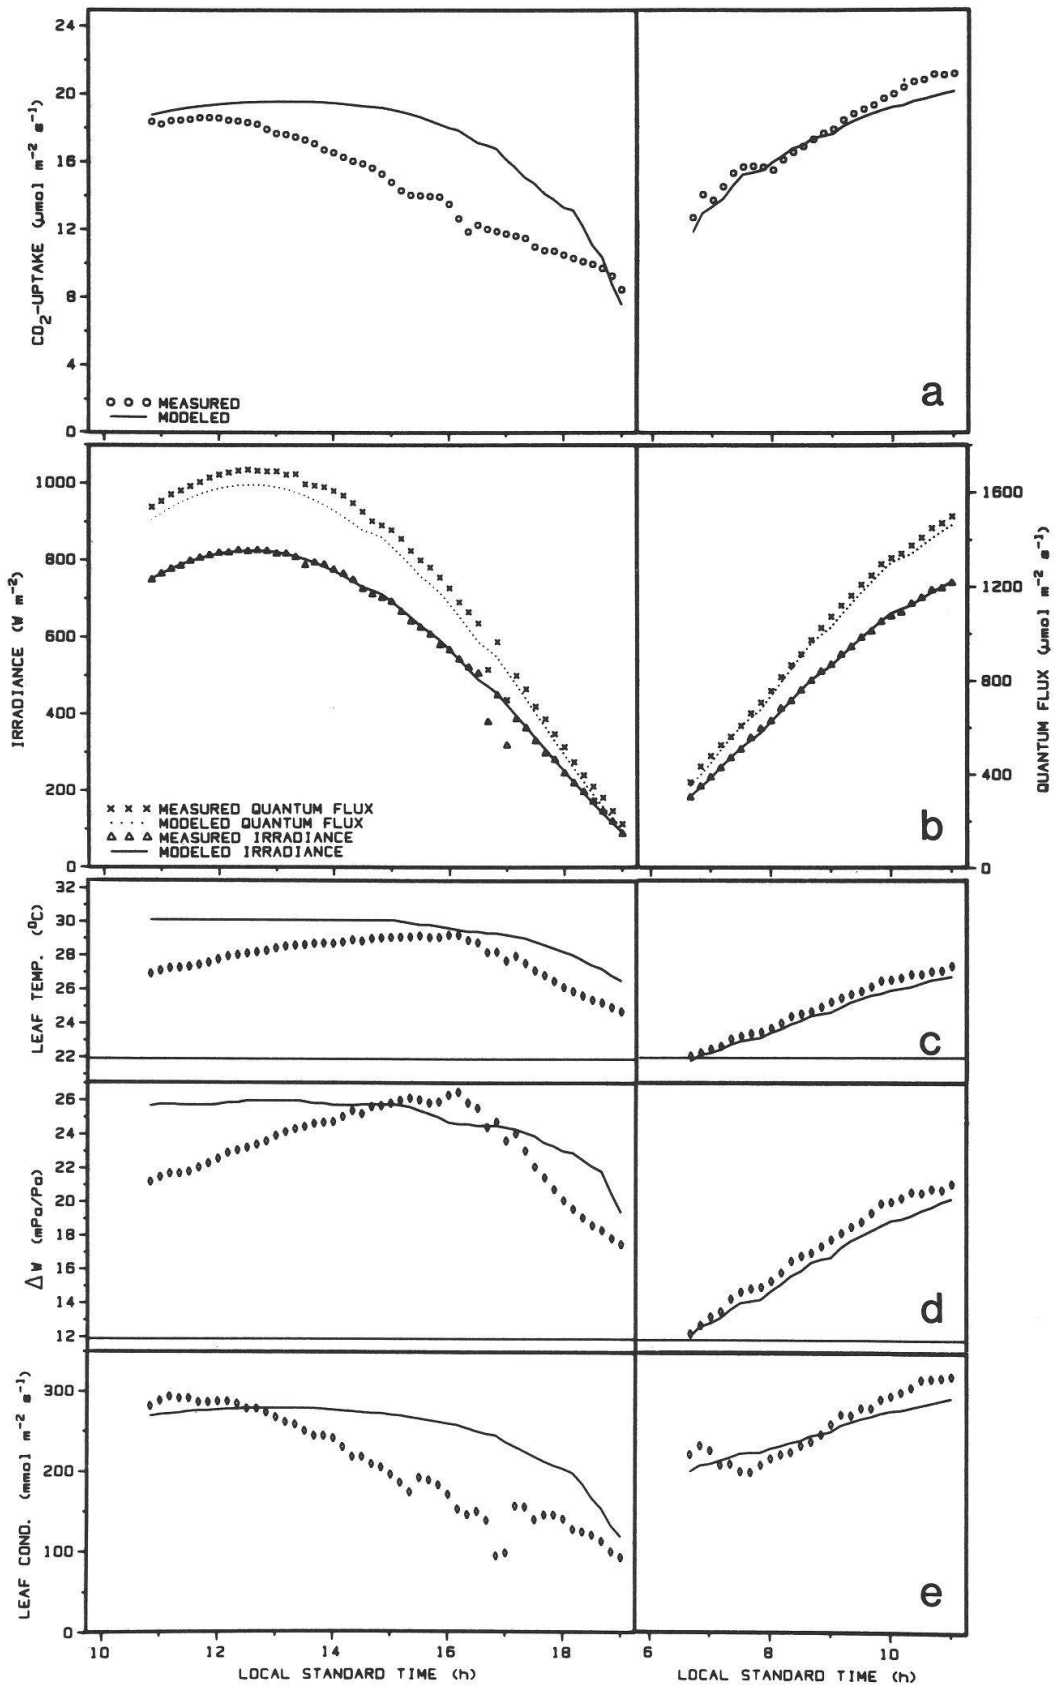 24
20
16
12
8
4
0
CO2-UPTAKE (µmol m-2 s-1)
o o o MEASURED
MODELED
a
1000
800
600
400
200
0
IRRADIANCE (W m-2)
x x x MEASURED QUANTUM FLUX
· · · · MODELED QUANTUM FLUX
Δ Δ Δ MEASURED IRRADIANCE
MODELED IRRADIANCE
b
1600
1200
800
400
0
QUANTUM FLUX (µmol m-2 s-1)
32
30
28
26
24
22
LEAF TEMP. (°C)
c
26
24
22
20
18
16
14
12
ΔW (mPa/Pa)
d
300
200
100
0
LEAF COND. (mmol m-2 s-1)
e
10 12 14 16 18 6 8 10
LOCAL STANDARD TIME (h) LOCAL STANDARD TIME (h)